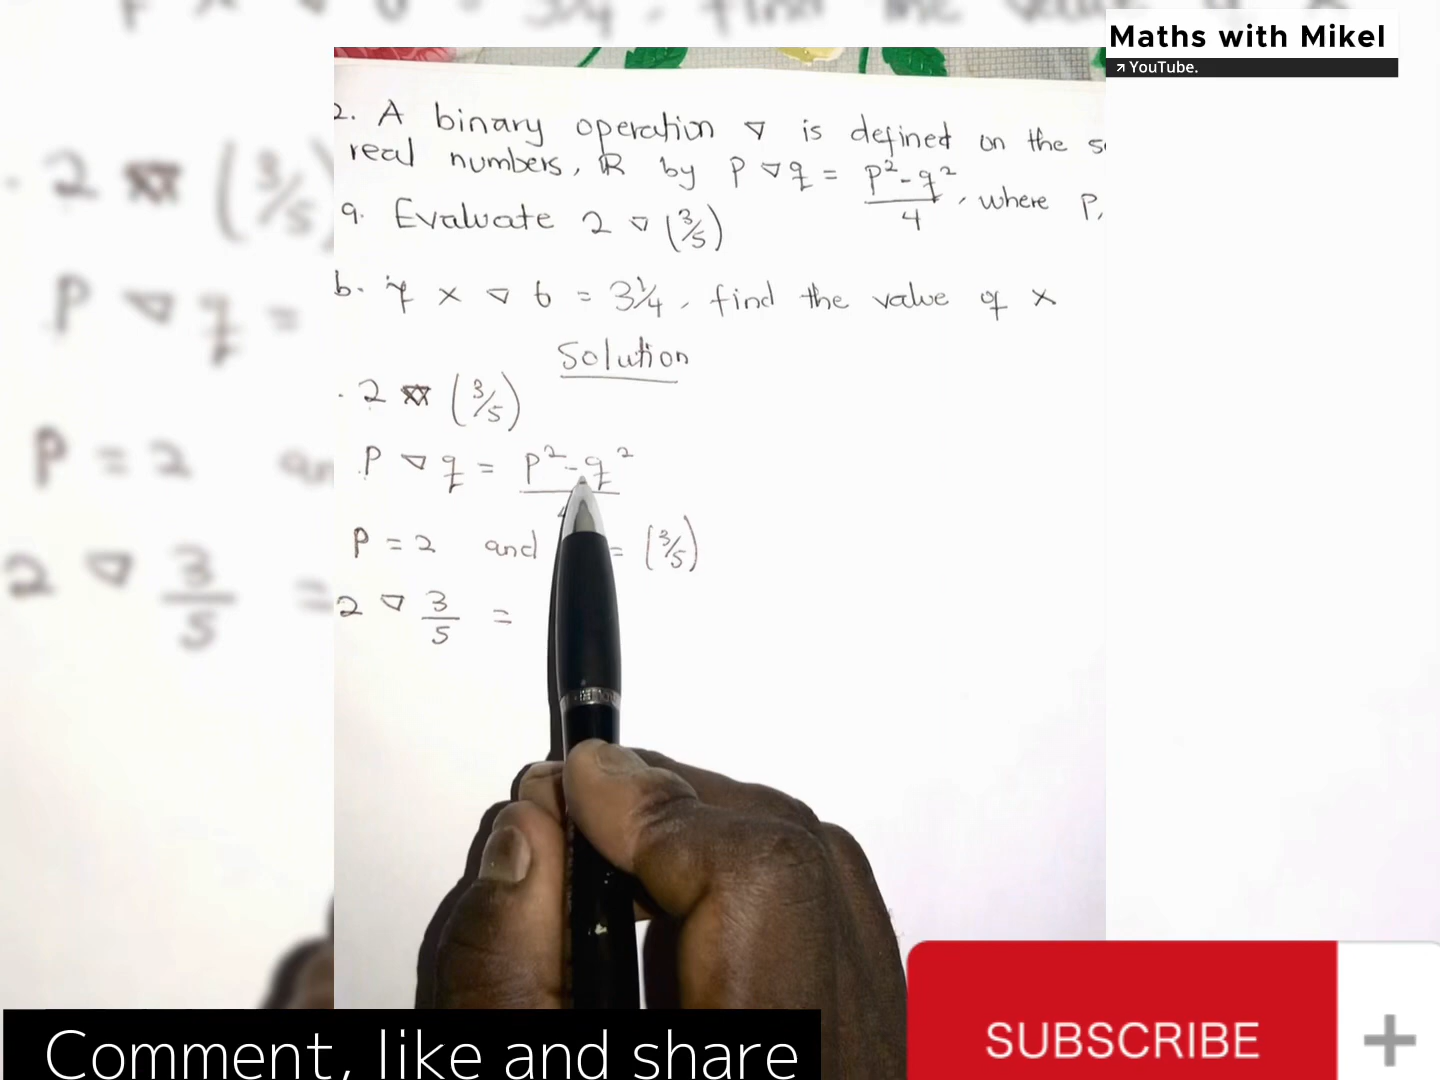 Maths with Mikel
YouTube.
2. A binary operation ▽ is defined on the
real numbers, ℝ by P ▽ q = P² - q² / 4, where P,
a. Evaluate 2 ▽ (3/5)
b. if x ▽ 6 = 3 1/4, find the value of x
Solution
. 2 (3/5)
P ▽ q = P² - q²
P = 2 and = (3/5)
2 ▽ 3/5 =
Comment, like and share
SUBSCRIBE